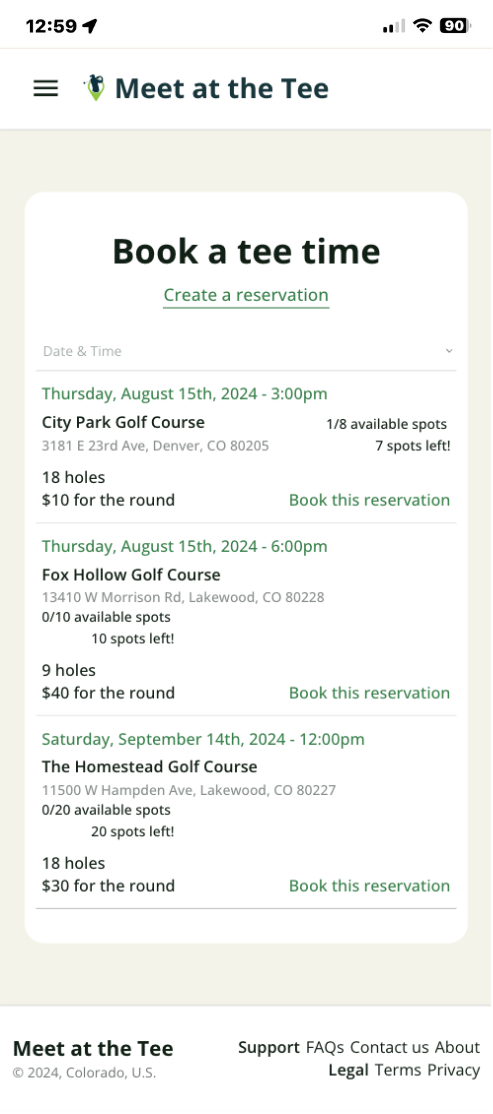 12:59
90
Meet at the Tee
Book a tee time
Create a reservation
Date & Time
Thursday, August 15th, 2024 - 3:00pm
City Park Golf Course
1/8 available spots
3181 E 23rd Ave, Denver, CO 80205
7 spots left!
18 holes
$10 for the round
Book this reservation
Thursday, August 15th, 2024 - 6:00pm
Fox Hollow Golf Course
13410 W Morrison Rd, Lakewood, CO 80228
0/10 available spots
10 spots left!
9 holes
$40 for the round
Book this reservation
Saturday, September 14th, 2024 - 12:00pm
The Homestead Golf Course
11500 W Hampden Ave, Lakewood, CO 80227
0/20 available spots
20 spots left!
18 holes
$30 for the round
Book this reservation
Meet at the Tee
© 2024, Colorado, U.S.
Support FAQs Contact us About
Legal Terms Privacy